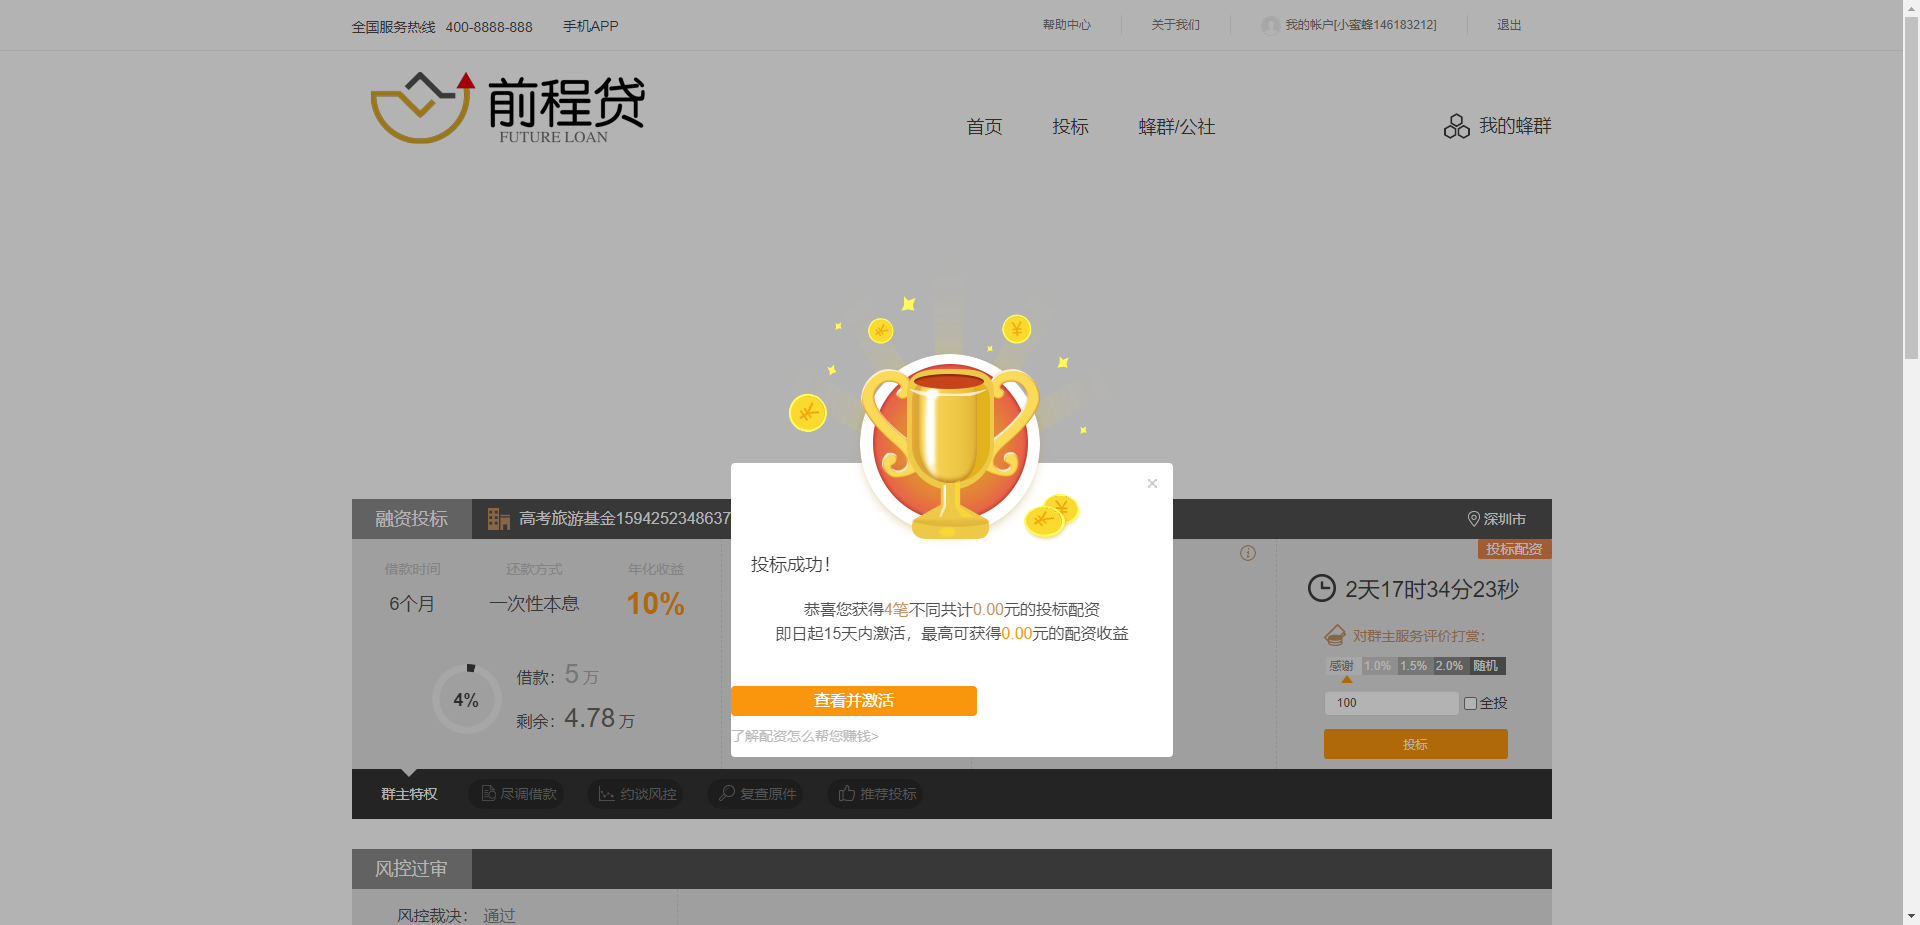 全国服务热线 400-8888-888 手机APP 帮助中心 关于我们 我的帐户[小蜜蜂146183212] 退出
前程贷
FUTURE LOAN
首页 投标 蜂群/公社 我的蜂群
融资投标 高考旅游基金1594252348637 深圳市
投标配资
借款时间 还款方式 年化收益
6个月 一次性本息 10%
4%
借款：5万
剩余：4.78万
投标成功！
恭喜您获得4笔不同共计0.00元的投标配资
即日起15天内激活，最高可获得0.00元的配资收益
查看并激活
了解配资怎么帮您赚钱>
2天17时34分23秒
对群主服务评价打赏：
感谢 1.0% 1.5% 2.0% 随机
100 全投
投标
群主特权 尽调借款 约谈风控 复查原件 推荐投标
风控过审
风控裁决： 通过